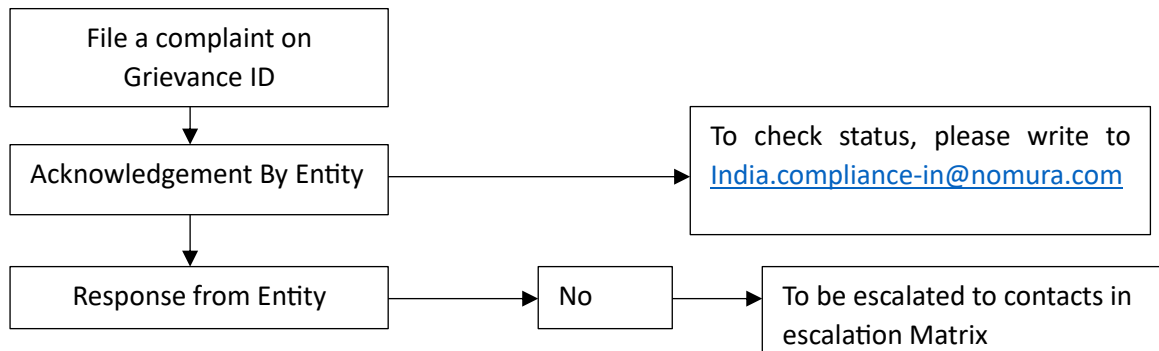 File a complaint on
Grievance ID
To check status, please write to
India.compliance-in@nomura.com
Acknowledgement By Entity
Response from Entity
No
To be escalated to contacts in
escalation Matrix